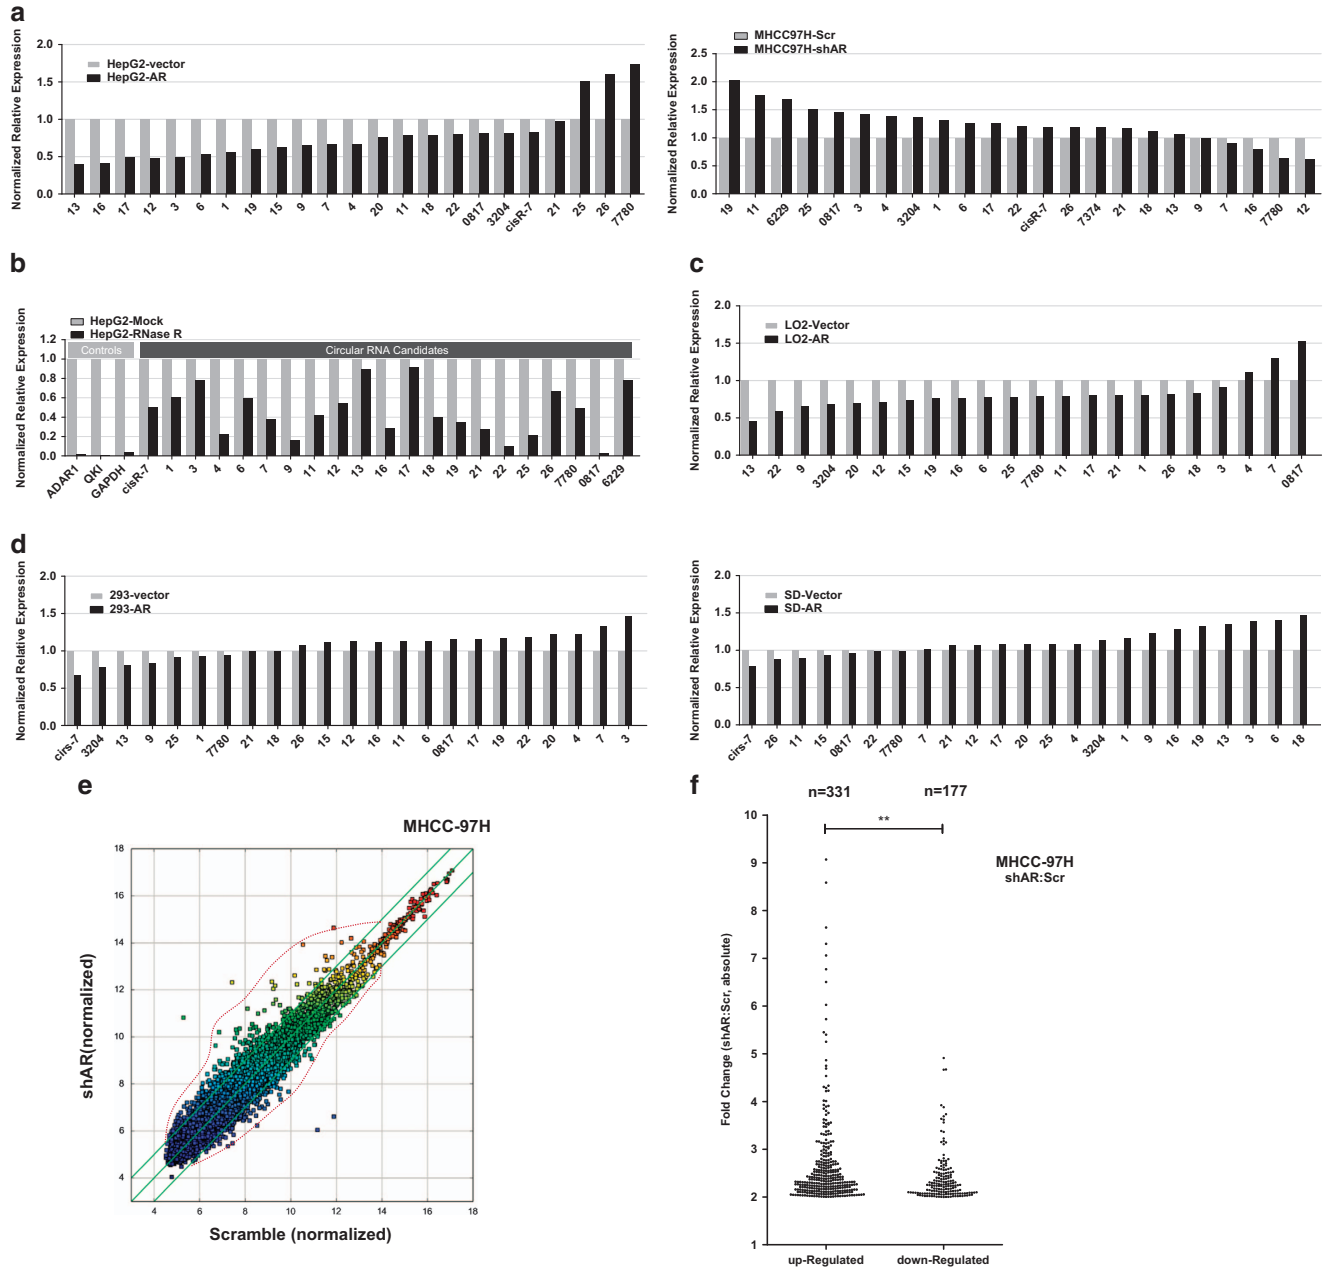 a
Normalized Relative Expression
2.0
1.5
1.0
0.5
0.0
HepG2-vector
HepG2-AR
13 16 17 12 3 6 1 19 15 9 7 4 20 11 18 22 0817 3204 cisR-7 21 25 26 7780
Normalized Relative Expression
2.5
2.0
1.5
1.0
0.5
0.0
MHCC97H-Scr
MHCC97H-shAR
19 11 6229 25 0817 3 4 3204 1 6 17 22 cisR-7 26 7374 21 18 13 9 7 16 7780 12
b
Normalized Relative Expression
HepG2-Mock
HepG2-RNase R
1.2
1.0
0.8
0.6
0.4
0.2
0.0
Controls
Circular RNA Candidates
ADAR1 QKI GAPDH cisR-7 1 3 4 6 7 9 11 12 13 16 17 18 19 21 22 25 26 7780 0817 6229
c
Normalized Relative Expression
2.0
1.5
1.0
0.5
0.0
LO2-Vector
LO2-AR
13 22 9 3204 20 12 15 19 16 6 25 7780 11 17 21 1 26 18 3 4 7 0817
d
Normalized Relative Expression
2.0
1.5
1.0
0.5
0.0
293-vector
293-AR
cirs-7 3204 13 9 25 1 7780 21 18 26 15 12 16 11 6 0817 17 19 22 20 4 7 3
Normalized Relative Expression
2.0
1.5
1.0
0.5
0.0
SD-Vector
SD-AR
cirs-7 26 11 15 0817 22 7780 7 21 12 17 20 25 4 3204 1 9 16 19 13 3 6 18
e
MHCC-97H
shAR(normalized)
18
16
14
12
10
8
6
4
4 6 8 10 12 14 16 18
Scramble (normalized)
f
n=331 n=177
**
MHCC-97H
shAR:Scr
Fold Change (shAR:Scr, absolute)
10
9
8
7
6
5
4
3
2
1
up-Regulated down-Regulated